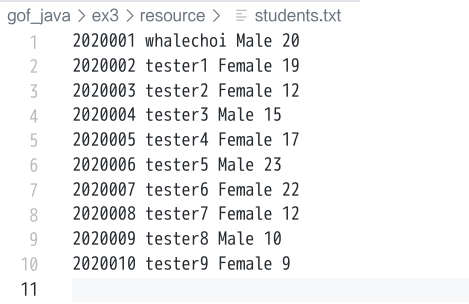 gof_java > ex3 > resource > students.txt
1 2020001 whalechoi Male 20
2 2020002 tester1 Female 19
3 2020003 tester2 Female 12
4 2020004 tester3 Male 15
5 2020005 tester4 Female 17
6 2020006 tester5 Male 23
7 2020007 tester6 Female 22
8 2020008 tester7 Female 12
9 2020009 tester8 Male 10
10 2020010 tester9 Female 9
11